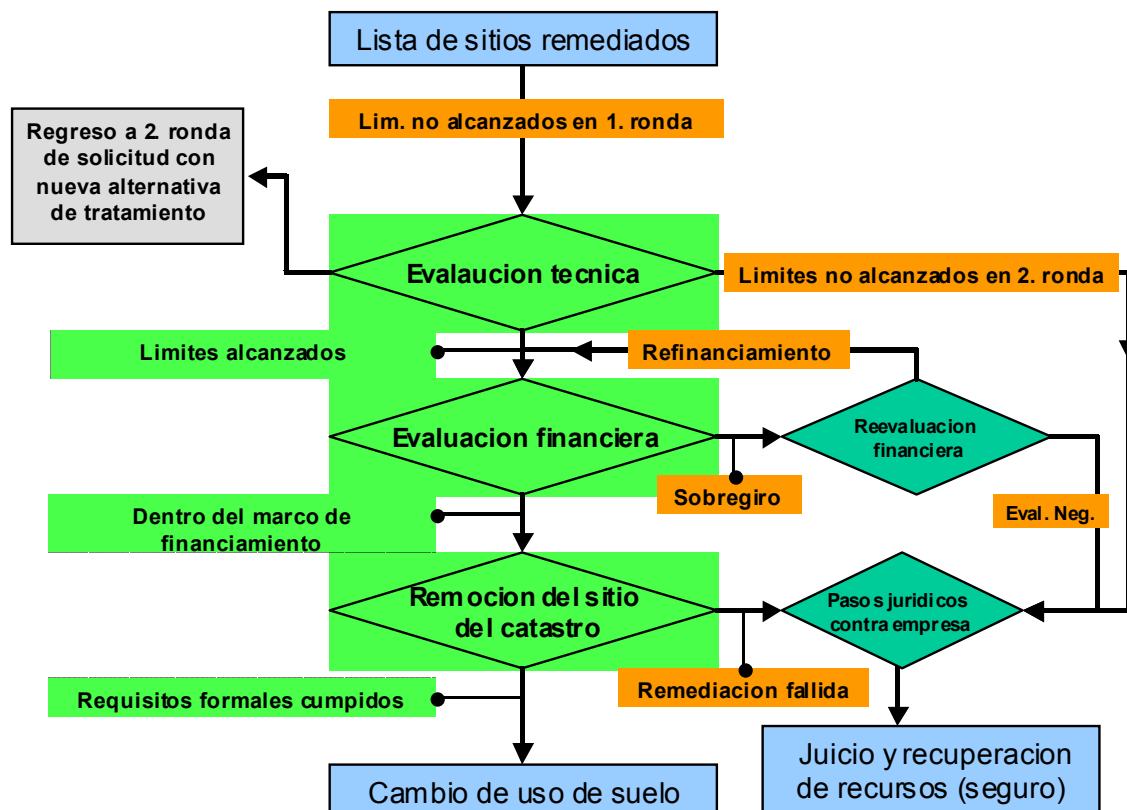 Lista de sitios remediados
Lim. no alcanzados en 1. ronda
Regreso a 2. ronda
de solicitud con
nueva alternativa
de tratamiento
Evalaucion tecnica
Limites no alcanzados en 2. ronda
Limites alcanzados
Refinanciamiento
Evaluacion financiera
Reevaluacion
financiera
Sobregiro
Dentro del marco de
financiamiento
Eval. Neg.
Remocion del sitio
del catastro
Pasos juridicos
contra empresa
Requisitos formales cumpidos
Remediacion fallida
Cambio de uso de suelo
Juicio y recuperacion
de recursos (seguro)